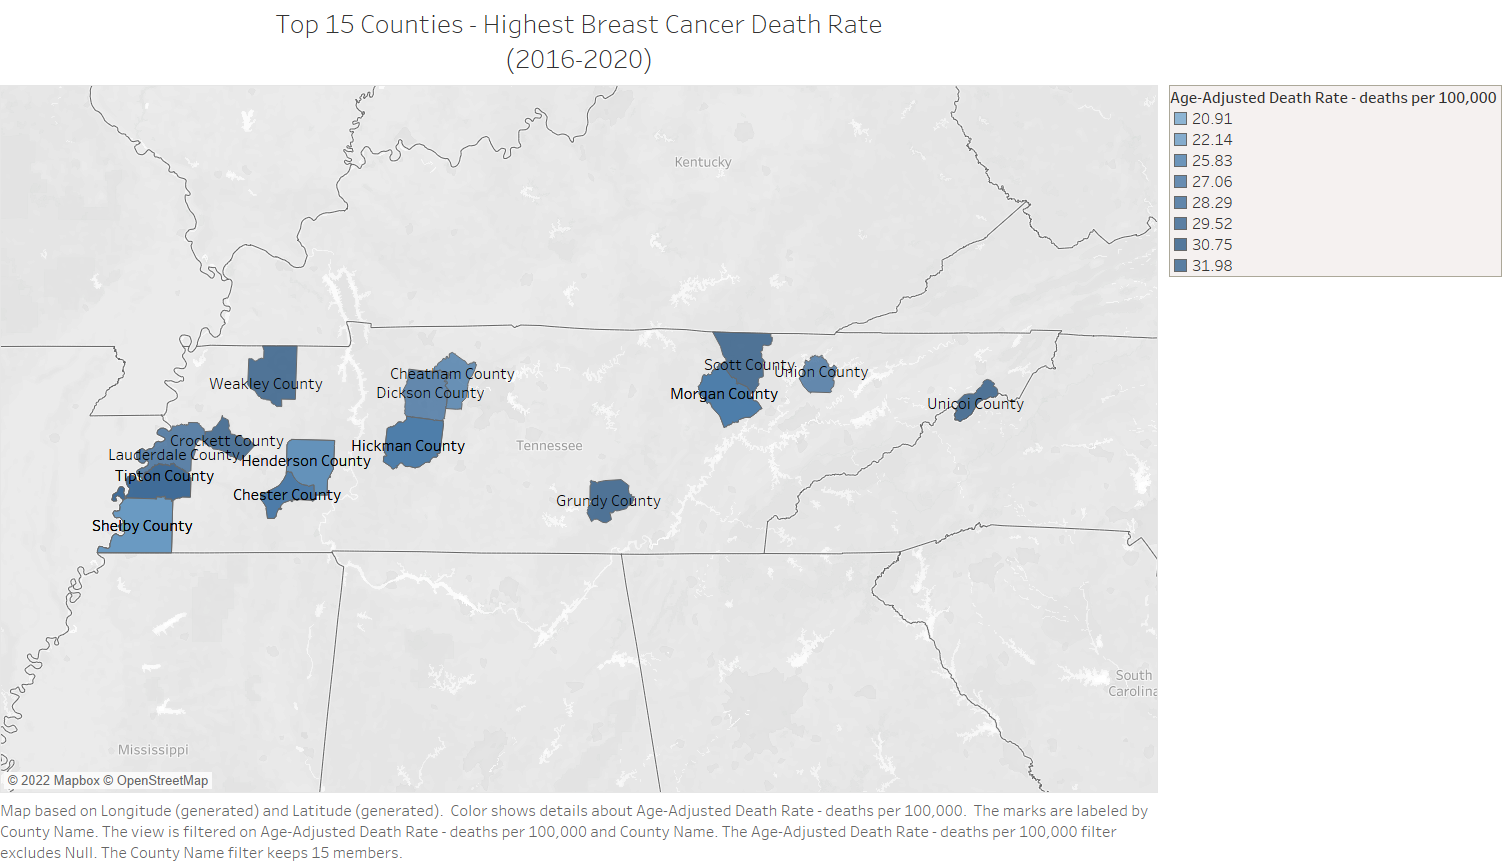 Top 15 Counties - Highest Breast Cancer Death Rate
(2016-2020)
Age-Adjusted Death Rate - deaths per 100,000
20.91
22.14
25.83
27.06
28.29
29.52
30.75
31.98
Kentucky
Scott County
Cheatham County
Union County
Weakley County
Dickson County
Morgan County
Unicoi County
Crockett County
Hickman County
Tennessee
Lauderdale County
Henderson County
Tipton County
Chester County
Grundy County
Shelby County
South
Carolina
Mississippi
© 2022 Mapbox © OpenStreetMap
Map based on Longitude (generated) and Latitude (generated).  Color shows details about Age-Adjusted Death Rate - deaths per 100,000.  The marks are labeled by
County Name. The view is filtered on Age-Adjusted Death Rate - deaths per 100,000 and County Name. The Age-Adjusted Death Rate - deaths per 100,000 filter
excludes Null. The County Name filter keeps 15 members.